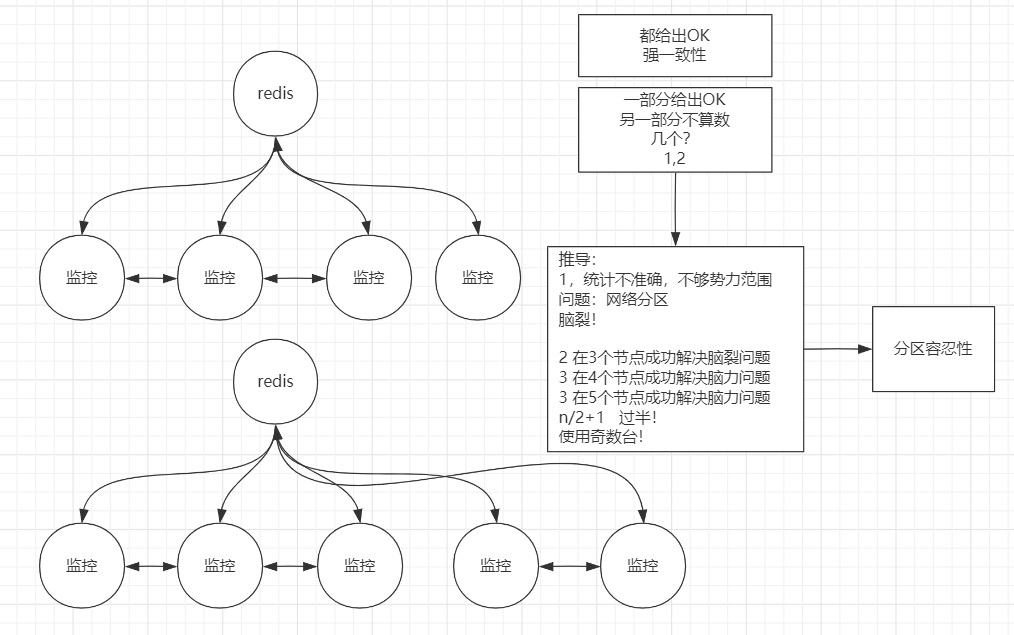 redis
监控
监控
监控
监控
redis
监控
监控
监控
监控
监控
都给出OK
强一致性
一部分给出OK
另一部分不算数
几个？
1,2
推导：
1，统计不准确，不够势力范围
问题：网络分区
脑裂！
2 在3个节点成功解决脑裂问题
3 在4个节点成功解决脑力问题
3 在5个节点成功解决脑力问题
n/2+1 过半！
使用奇数台！
分区容忍性